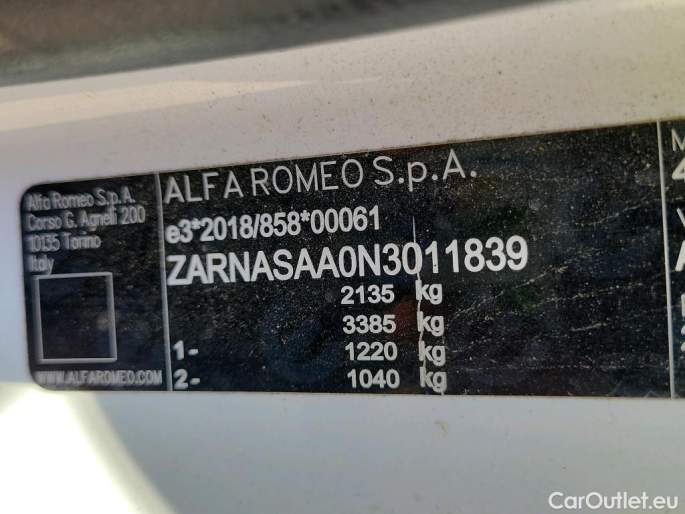 Alfa Romeo S.p.A.
Corso G. Agnelli 200
10135 Torino
Italy
WWW.ALFAROMEO.COM
ALFA ROMEO S.p.A.
e3*2018/858*00061
ZARNASAA0N3011839
2135 kg
3385 kg
1- 1220 kg
2- 1040 kg
CarOutlet.eu